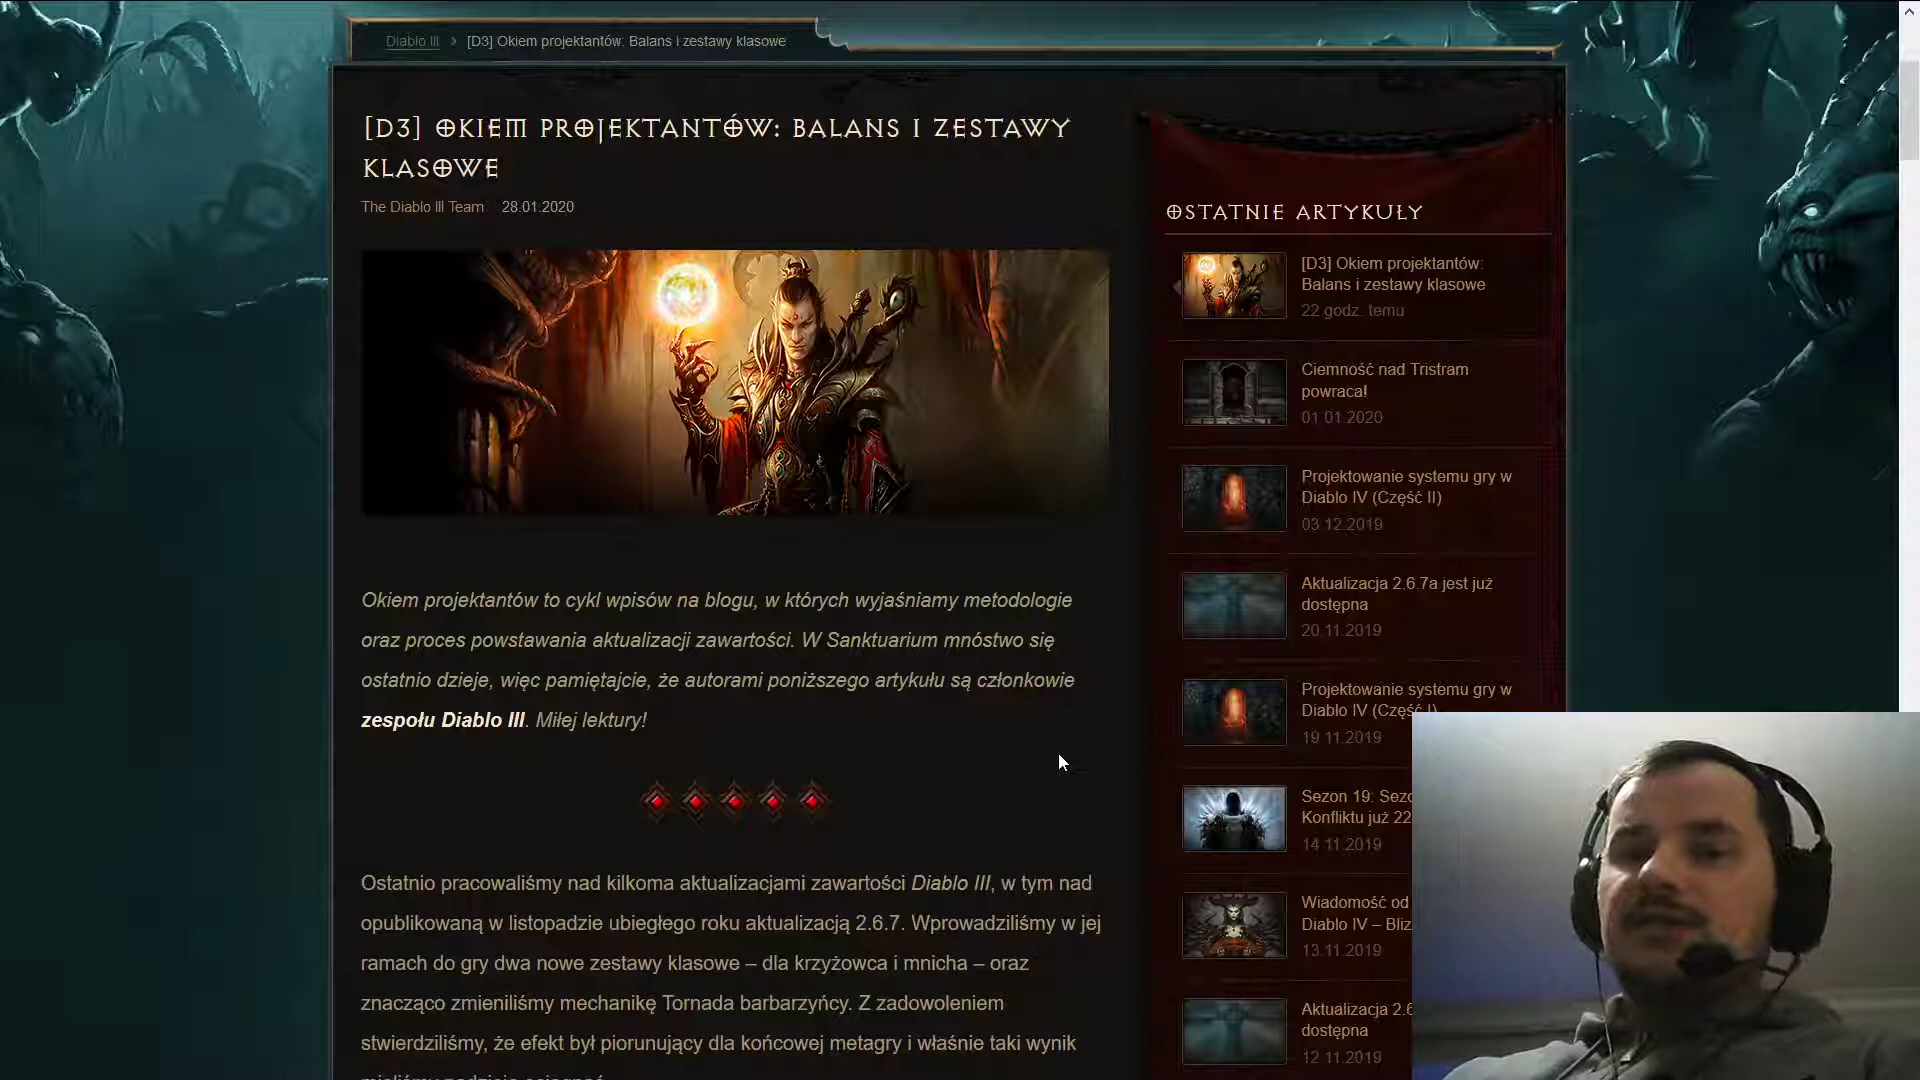 Diablo III > [D3] Okiem projektantów: Balans i zestawy klasowe
[D3] OKIEM PROJEKTANTÓW: BALANS I ZESTAWY
KLASOWE
The Diablo III Team 28.01.2020
Okiem projektantów to cykl wpisów na blogu, w których wyjaśniamy metodologie
oraz proces powstawania aktualizacji zawartości. W Sanktuarium mnóstwo się
ostatnio dzieje, więc pamiętajcie, że autorami poniższego artykułu są członkowie
zespołu Diablo III. Miłej lektury!
Ostatnio pracowaliśmy nad kilkoma aktualizacjami zawartości Diablo III, w tym nad
opublikowaną w listopadzie ubiegłego roku aktualizacją 2.6.7. Wprowadziliśmy w jej
ramach do gry dwa nowe zestawy klasowe – dla krzyżowca i mnicha – oraz
znacząco zmieniliśmy mechanikę Tornada barbarzyńcy. Z zadowoleniem
stwierdziliśmy, że efekt był piorunujący dla końcowej metagry i właśnie taki wynik
OSTATNIE ARTYKUŁY
[D3] Okiem projektantów:
Balans i zestawy klasowe
22 godz. temu
Ciemność nad Tristram
powraca!
01.01.2020
Projektowanie systemu gry w
Diablo IV (Część II)
03.12.2019
Aktualizacja 2.6.7a jest już
dostępna
20.11.2019
Projektowanie systemu gry w
Diablo IV (Część I)
19.11.2019
Sezon 19: Sezo
Konfliktu już 22
14.11.2019
Wiadomość od
Diablo IV – Bliz
13.11.2019
Aktualizacja 2.6
dostępna
12.11.2019